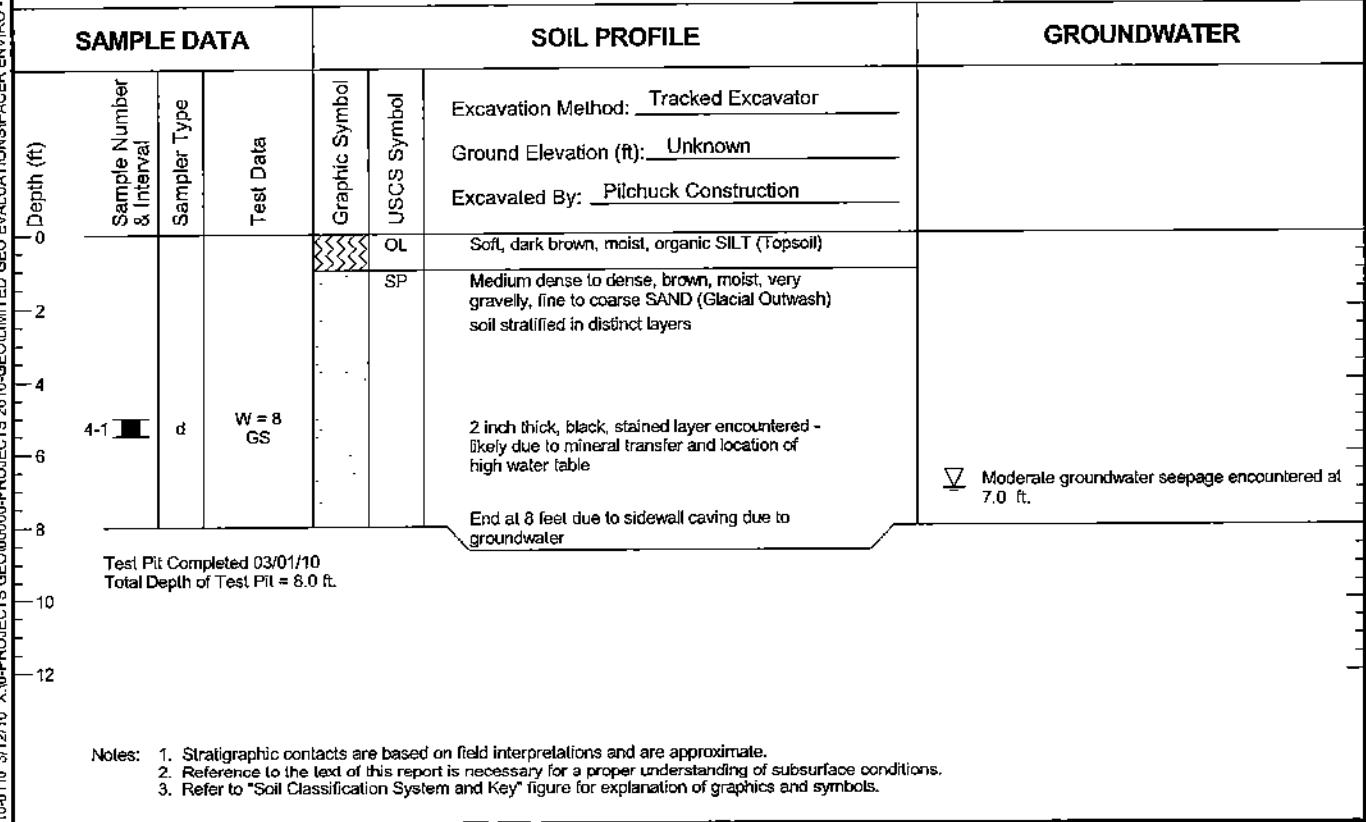 SAMPLE DATA
SOIL PROFILE
GROUNDWATER
Depth (ft)
Sample Number
& Interval
Sampler Type
Test Data
Graphic Symbol
USCS Symbol
Excavation Method: Tracked Excavator
Ground Elevation (ft): Unknown
Excavated By: Pilchuck Construction
0
OL
Soft, dark brown, moist, organic SILT (Topsoil)
SP
Medium dense to dense, brown, moist, very
gravelly, fine to coarse SAND (Glacial Outwash)
2
soil stratified in distinct layers
4
4-1
d
W = 8
GS
2 inch thick, black, stained layer encountered -
likely due to mineral transfer and location of
high water table
6
Moderate groundwater seepage encountered at
7.0 ft.
8
End at 8 feet due to sidewall caving due to
groundwater
Test Pit Completed 03/01/10
Total Depth of Test Pit = 8.0 ft.
10
12
Notes: 1. Stratigraphic contacts are based on field interpretations and are approximate.
2. Reference to the text of this report is necessary for a proper understanding of subsurface conditions.
3. Refer to "Soil Classification System and Key" figure for explanation of graphics and symbols.